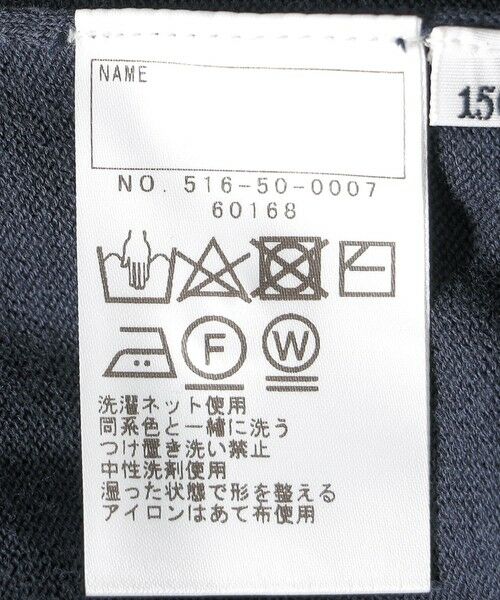 NAME
150
NO. 516-50-0007
60168
F
W
洗濯ネット使用
同系色と一緒に洗う
つけ置き洗い禁止
中性洗剤使用
湿った状態で形を整える
アイロンはあて布使用